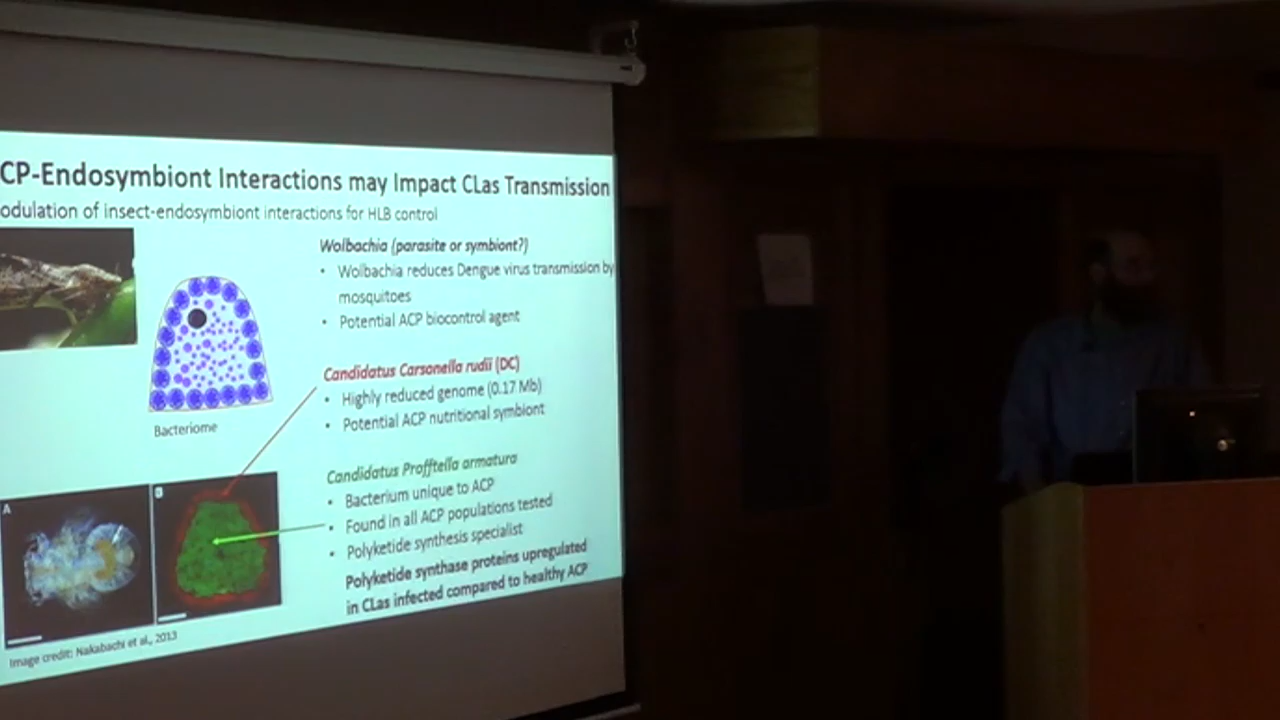 CP-Endosymbiont Interactions may Impact CLas Transmission
odulation of insect-endosymbiont interactions for HLB control
Wolbachia (parasite or symbiont?)
• Wolbachia reduces Dengue virus transmission by
mosquitoes
• Potential ACP biocontrol agent
Bacteriome
Candidatus Carsonella rudii (DC)
• Highly reduced genome (0.17 Mb)
• Potential ACP nutritional symbiont
Candidatus Profftella armatura
• Bacterium unique to ACP
• Found in all ACP populations tested
• Polyketide synthesis specialist
Polyketide synthase proteins upregulated
in CLas infected compared to healthy ACP
A
B
Image credit: Nakabachi et al., 2013